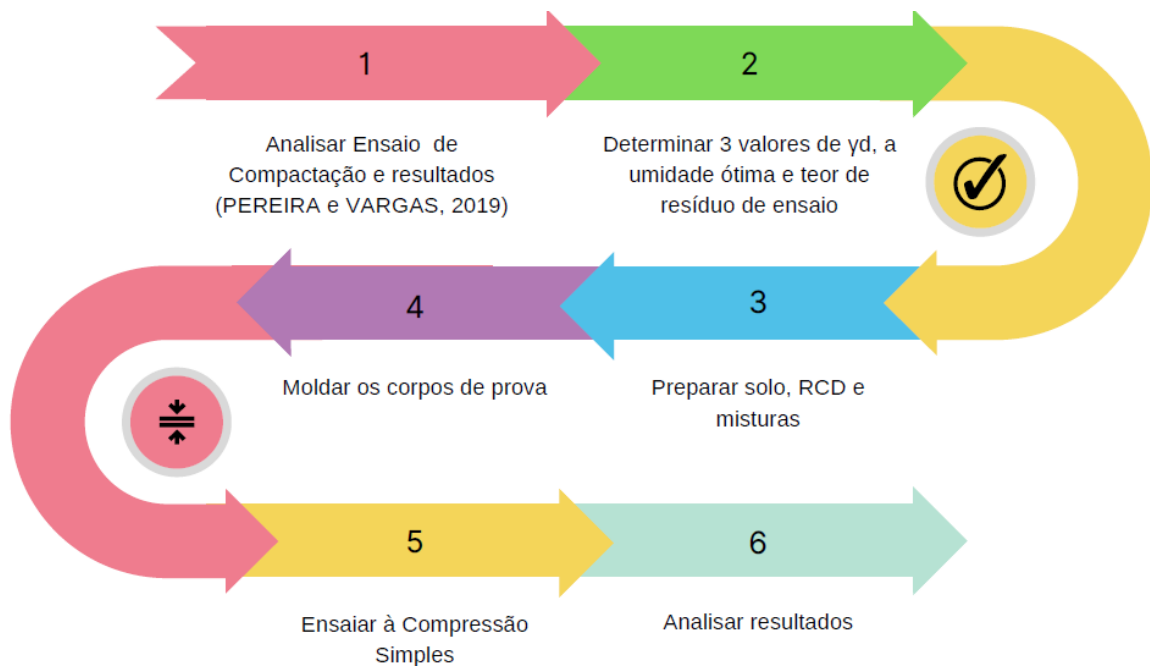 1
Analisar Ensaio de
Compactação e resultados
(PEREIRA e VARGAS, 2019)
2
Determinar 3 valores de γd, a
umidade ótima e teor de
resíduo de ensaio
3
Preparar solo, RCD e
misturas
4
Moldar os corpos de prova
5
Ensaiar à Compressão
Simples
6
Analisar resultados